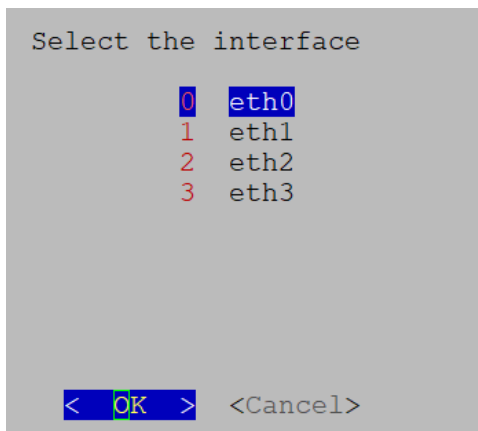 Select the interface
0 eth0
1 eth1
2 eth2
3 eth3
< OK > <Cancel>